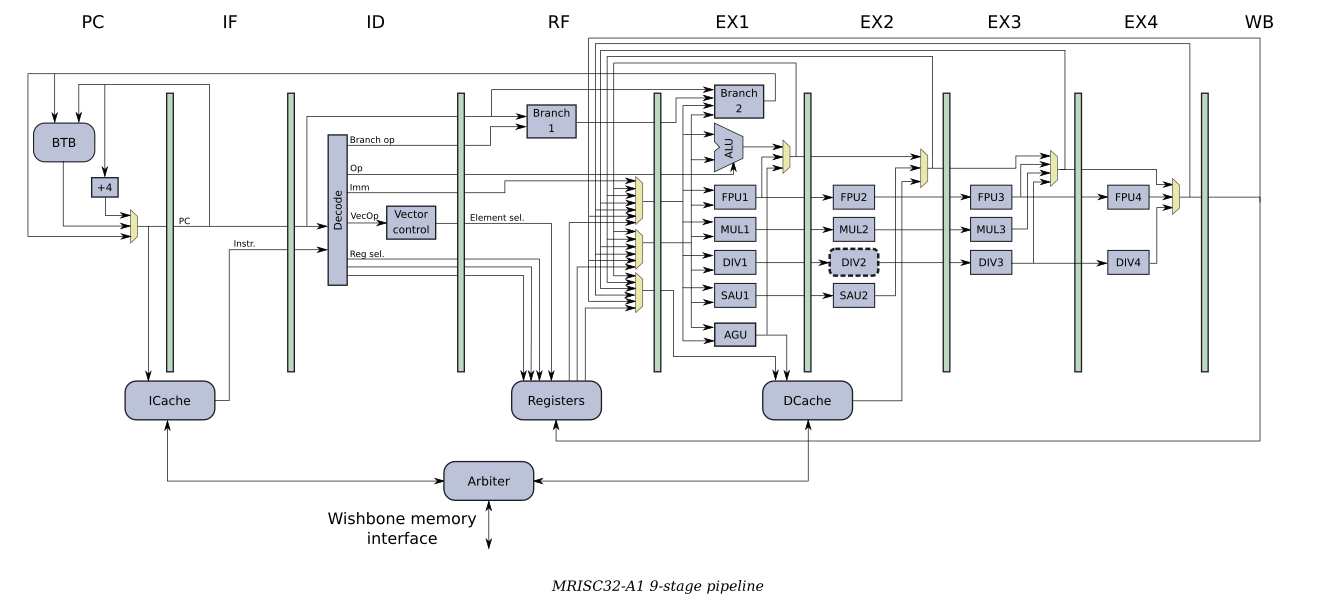 PC IF ID RF EX1 EX2 EX3 EX4 WB
BTB
+4
PC
Instr.
Decode
Branch op
Op
Imm
VecOp
Vector
control
Reg sel.
Element sel.
Branch
1
Branch
2
ALU
FPU1 FPU2 FPU3 FPU4
MUL1 MUL2 MUL3
DIV1 DIV2 DIV3 DIV4
SAU1 SAU2
AGU
ICache Registers DCache
Arbiter
Wishbone memory
interface
MRISC32-A1 9-stage pipeline